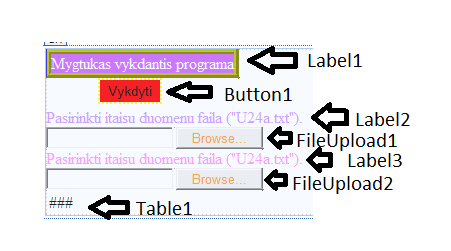 Mygtukas vykdantis programa
Label1
Vykdyti
Button1
Label2
Pasirinkti itaisu duomenu faila ("U24a.txt").
Browse...
FileUpload1
Pasirinkti itaisu duomenu faila ("U24a.txt").
Label3
Browse...
FileUpload2
###
Table1